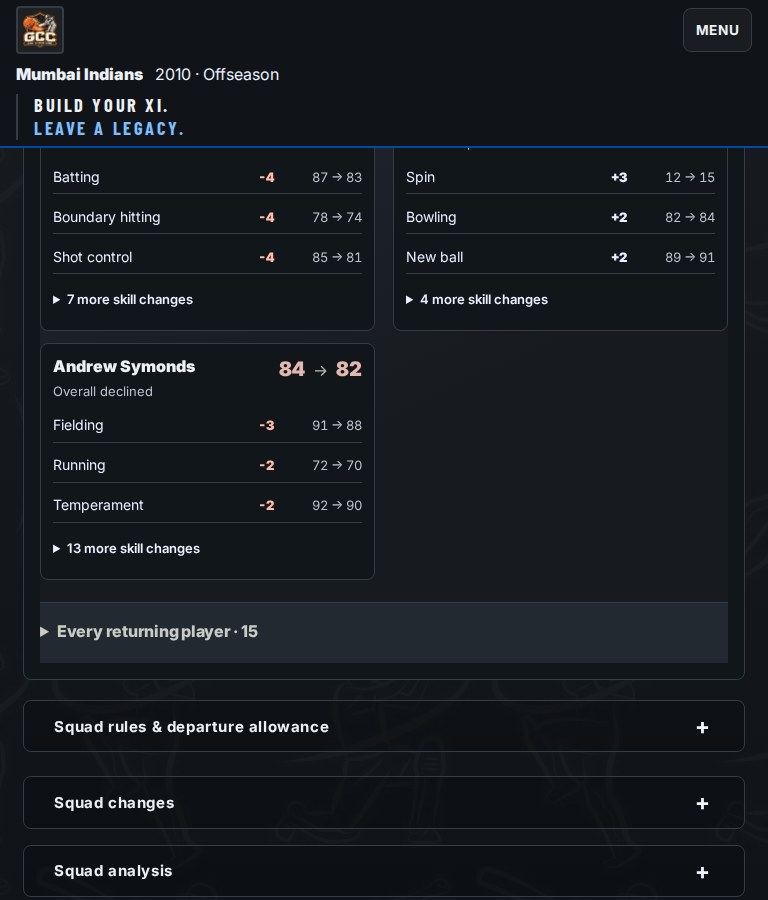 GCC
MENU
Mumbai Indians 2010 · Offseason
BUILD YOUR XI.
LEAVE A LEGACY.
Batting -4 87 → 83
Boundary hitting -4 78 → 74
Shot control -4 85 → 81
7 more skill changes
Spin +3 12 → 15
Bowling +2 82 → 84
New ball +2 89 → 91
4 more skill changes
Andrew Symonds 84 → 82
Overall declined
Fielding -3 91 → 88
Running -2 72 → 70
Temperament -2 92 → 90
13 more skill changes
Every returning player · 15
Squad rules & departure allowance +
Squad changes +
Squad analysis +